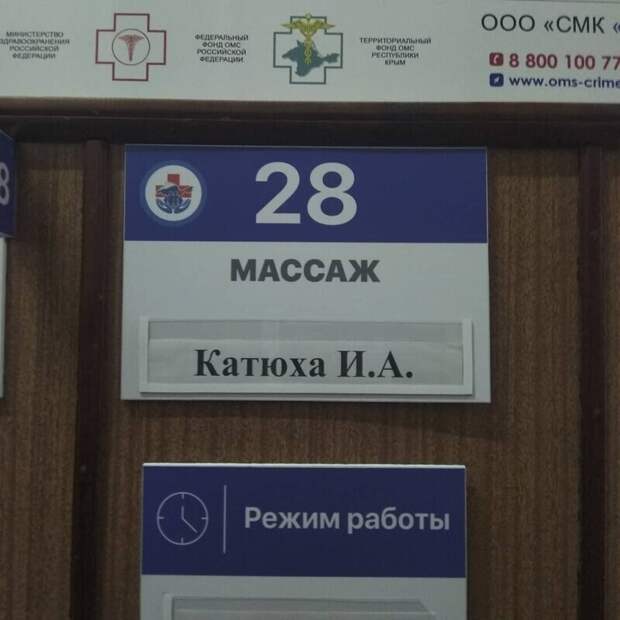 МИНИСТЕРСТВО
ЗДРАВООХРАНЕНИЯ
РОССИЙСКОЙ
ФЕДЕРАЦИИ
ФЕДЕРАЛЬНЫЙ
ФОНД ОМС
РОССИЙСКОЙ
ФЕДЕРАЦИИ
ТЕРРИТОРИАЛЬНЫЙ
ФОНД ОМС
РЕСПУБЛИКИ
КРЫМ
ООО «СМК «
8 800 100 77
www.oms-crime
8
28
МАССАЖ
Катюха И.А.
Режим работы